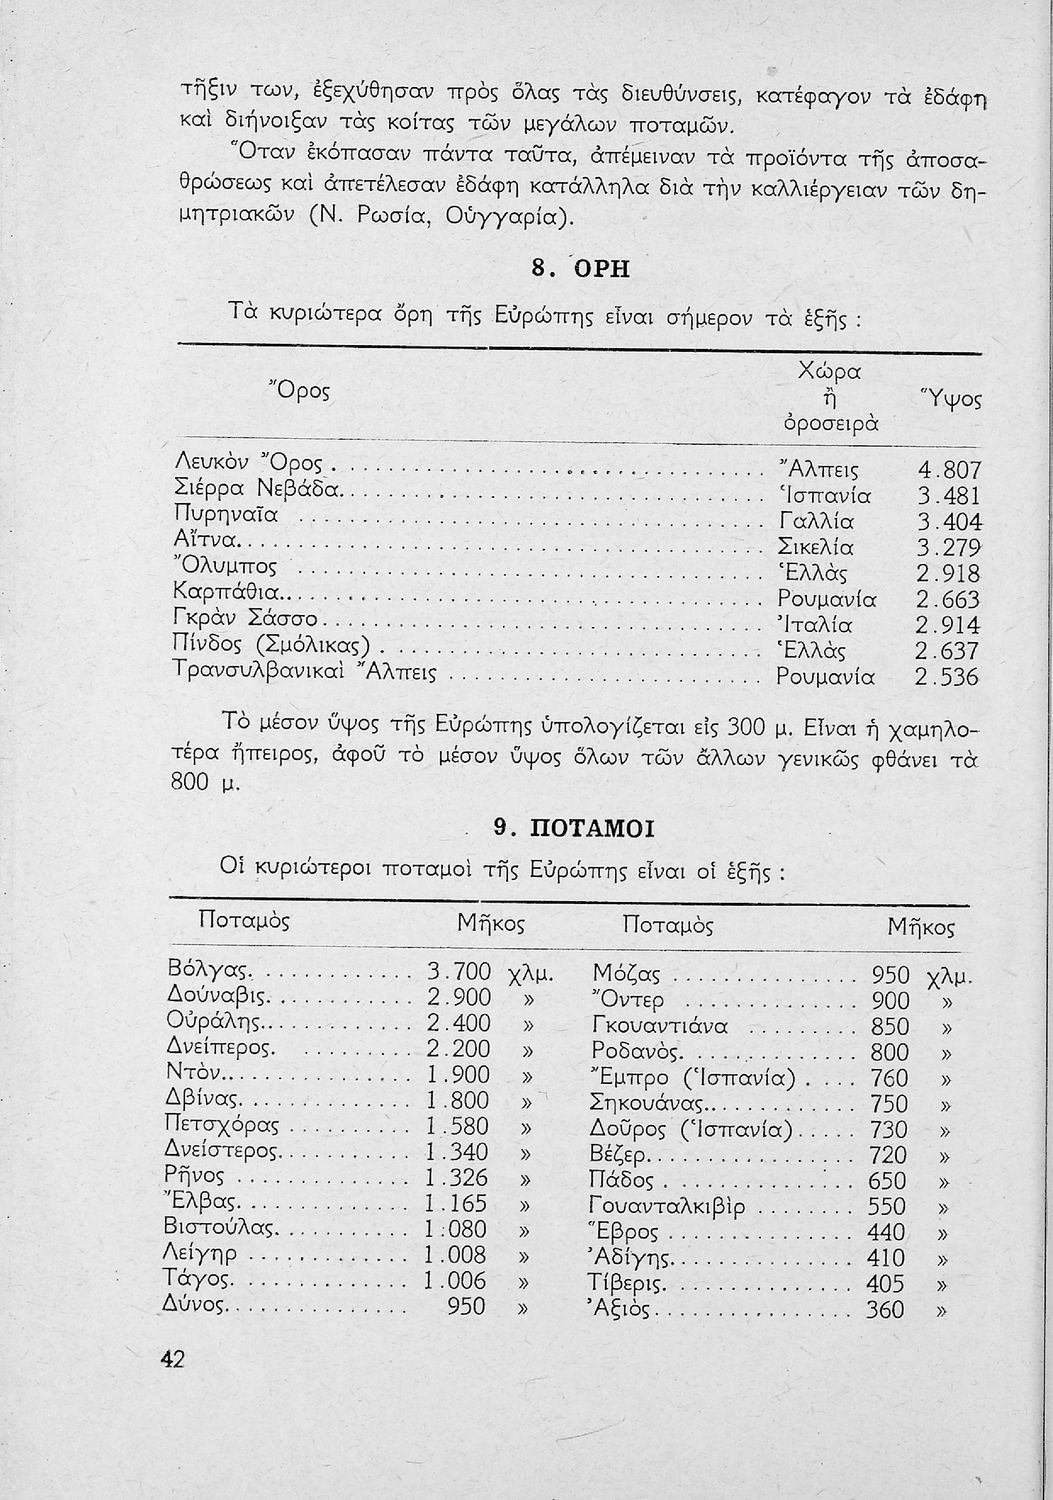 τῆξιν των, ἐξεχύθησαν πρὸς ὅλας τὰς διευθύνσεις, κατέφαγον τὰ ἐδάφη
καὶ διήνοιξαν τὰς κοίτας τῶν μεγάλων ποταμῶν.
Ὅταν ἐκόπασαν πάντα ταῦτα, ἀπέμειναν τὰ προϊόντα τῆς ἀποσα-
θρώσεως καὶ ἀπετέλεσαν ἐδάφη κατάλληλα διὰ τὴν καλλιέργειαν τῶν δη-
μητριακῶν (Ν. Ρωσία, Οὑγγαρία).
8. ὌΡΗ
Τὰ κυριώτερα ὄρη τῆς Εὐρώπης εἶναι σήμερον τὰ ἑξῆς :
Ὄρος Χώρα ἢ ὀροσειρὰ Ὕψος
Λευκὸν Ὄρος . . . . . . . . . . Ἄλπεις 4.807
Σιέρρα Νεβάδα. . . . . . . . . . Ἱσπανία 3.481
Πυρηναῖα . . . . . . . . . . Γαλλία 3.404
Αἴτνα. . . . . . . . . . Σικελία 3.279
Ὄλυμπος . . . . . . . . . . Ἑλλὰς 2.918
Καρπάθια. . . . . . . . . . Ρουμανία 2.663
Γκρὰν Σάσσο . . . . . . . . . . Ἰταλία 2.914
Πίνδος (Σμόλικας) . . . . . . . . . . Ἑλλὰς 2.637
Τρανσυλβανικαὶ Ἄλπεις . . . . . . . . . . Ρουμανία 2.536
Τὸ μέσον ὕψος τῆς Εὐρώπης ὑπολογίζεται εἰς 300 μ. Εἶναι ἡ χαμηλο-
τέρα ἤπειρος, ἀφοῦ τὸ μέσον ὕψος ὅλων τῶν ἄλλων γενικῶς φθάνει τὰ
800 μ.
9. ΠΟΤΑΜΟΙ
Οἱ κυριώτεροι ποταμοὶ τῆς Εὐρώπης εἶναι οἱ ἑξῆς :
Ποταμὸς Μῆκος Ποταμὸς Μῆκος
Βόλγας. . . . . . . 3.700 χλμ. Μόζας . . . . . . . 950 χλμ.
Δούναβις. . . . . . . 2.900 » Ὄντερ . . . . . . . 900 »
Οὐράλης. . . . . . . 2.400 » Γκουαντιάνα . . . . . . . 850 »
Δνείπερος. . . . . . . 2.200 » Ροδανὸς. . . . . . . 800 »
Ντὸν. . . . . . . 1.900 » Ἔμπρο (Ἱσπανία) . . . . 760 »
Δβίνας. . . . . . . 1.800 » Σηκουάνας. . . . . . . 750 »
Πετσχόρας . . . . . . . 1.580 » Δοῦρος (Ἱσπανία). . . . . 730 »
Δνείστερος. . . . . . . 1.340 » Βέζερ. . . . . . . 720 »
Ρῆνος . . . . . . . 1.326 » Πάδος . . . . . . . 650 »
Ἔλβας. . . . . . . 1.165 » Γουανταλκιβὶρ . . . . . . . 550 »
Βιστούλας. . . . . . . 1.080 » Ἕβρος . . . . . . . 440 »
Λείγηρ . . . . . . . 1.008 » Ἀδίγης. . . . . . . 410 »
Τάγος. . . . . . . 1.006 » Τίβερις. . . . . . . 405 »
Δύνος. . . . . . . 950 » Ἀξιὸς . . . . . . . 360 »
42